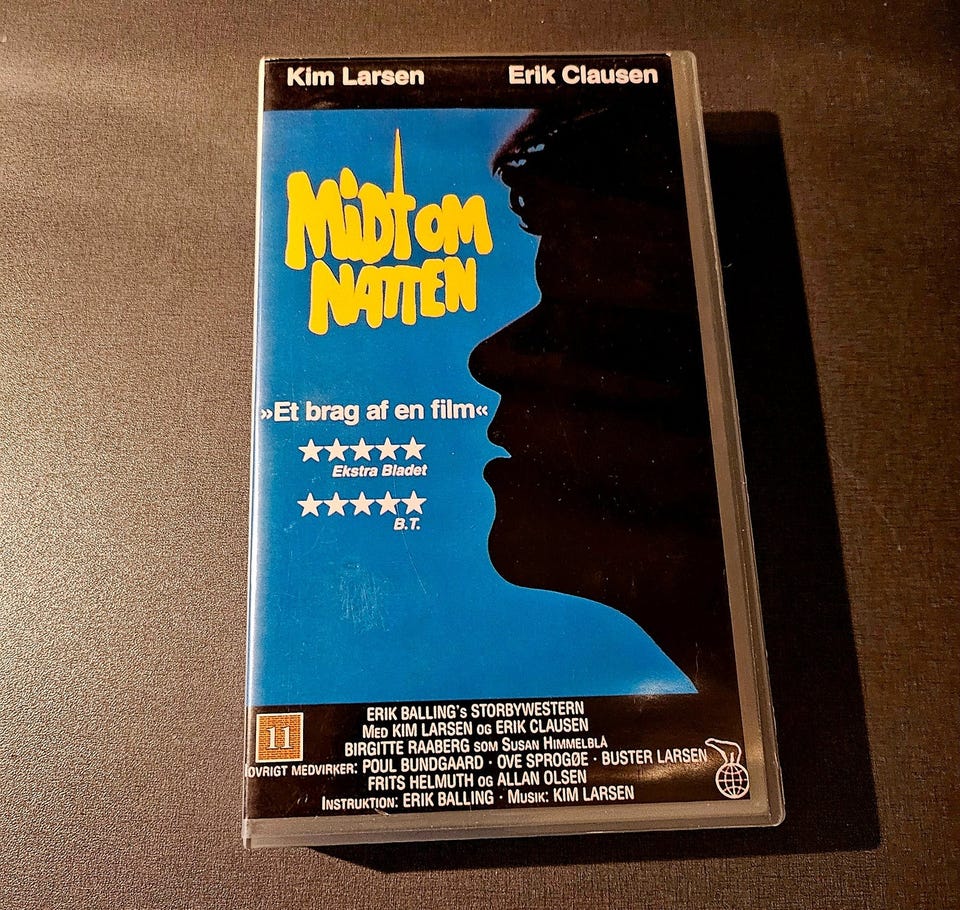 Kim Larsen Erik Clausen
MiDT OM
NATTEN
»Et brag af en film«
Ekstra Bladet
B.T.
11
ERIK BALLING's STORBYWESTERN
MED KIM LARSEN OG ERIK CLAUSEN
BIRGITTE RAABERG SOM SUSAN HIMMELBLÅ
ØVRIGT MEDVIRKER: POUL BUNDGAARD · OVE SPROGØE · BUSTER LARSEN
FRITS HELMUTH OG ALLAN OLSEN
INSTRUKTION: ERIK BALLING · MUSIK: KIM LARSEN